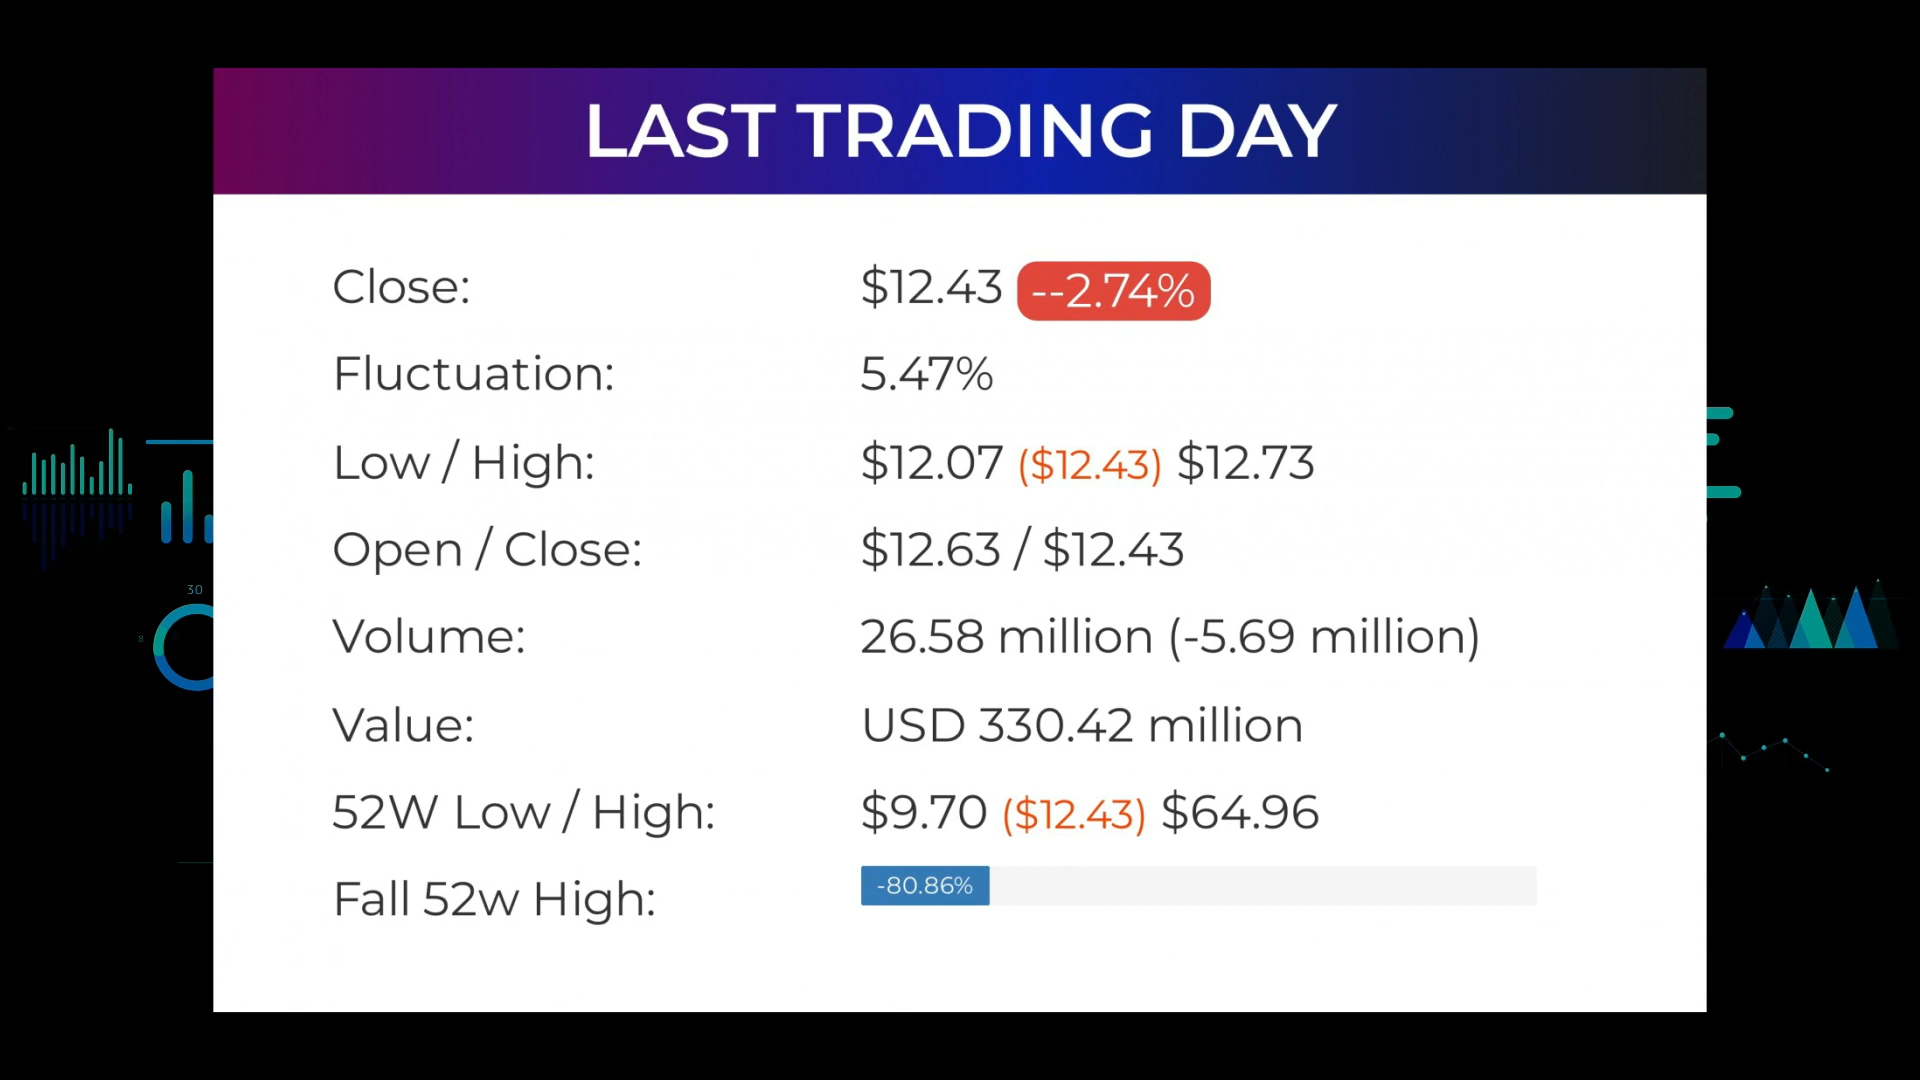 LAST TRADING DAY
Close: $12.43 --2.74%
Fluctuation: 5.47%
Low / High: $12.07 ($12.43) $12.73
Open / Close: $12.63 / $12.43
Volume: 26.58 million (-5.69 million)
Value: USD 330.42 million
52W Low / High: $9.70 ($12.43) $64.96
Fall 52w High: -80.86%
30
8